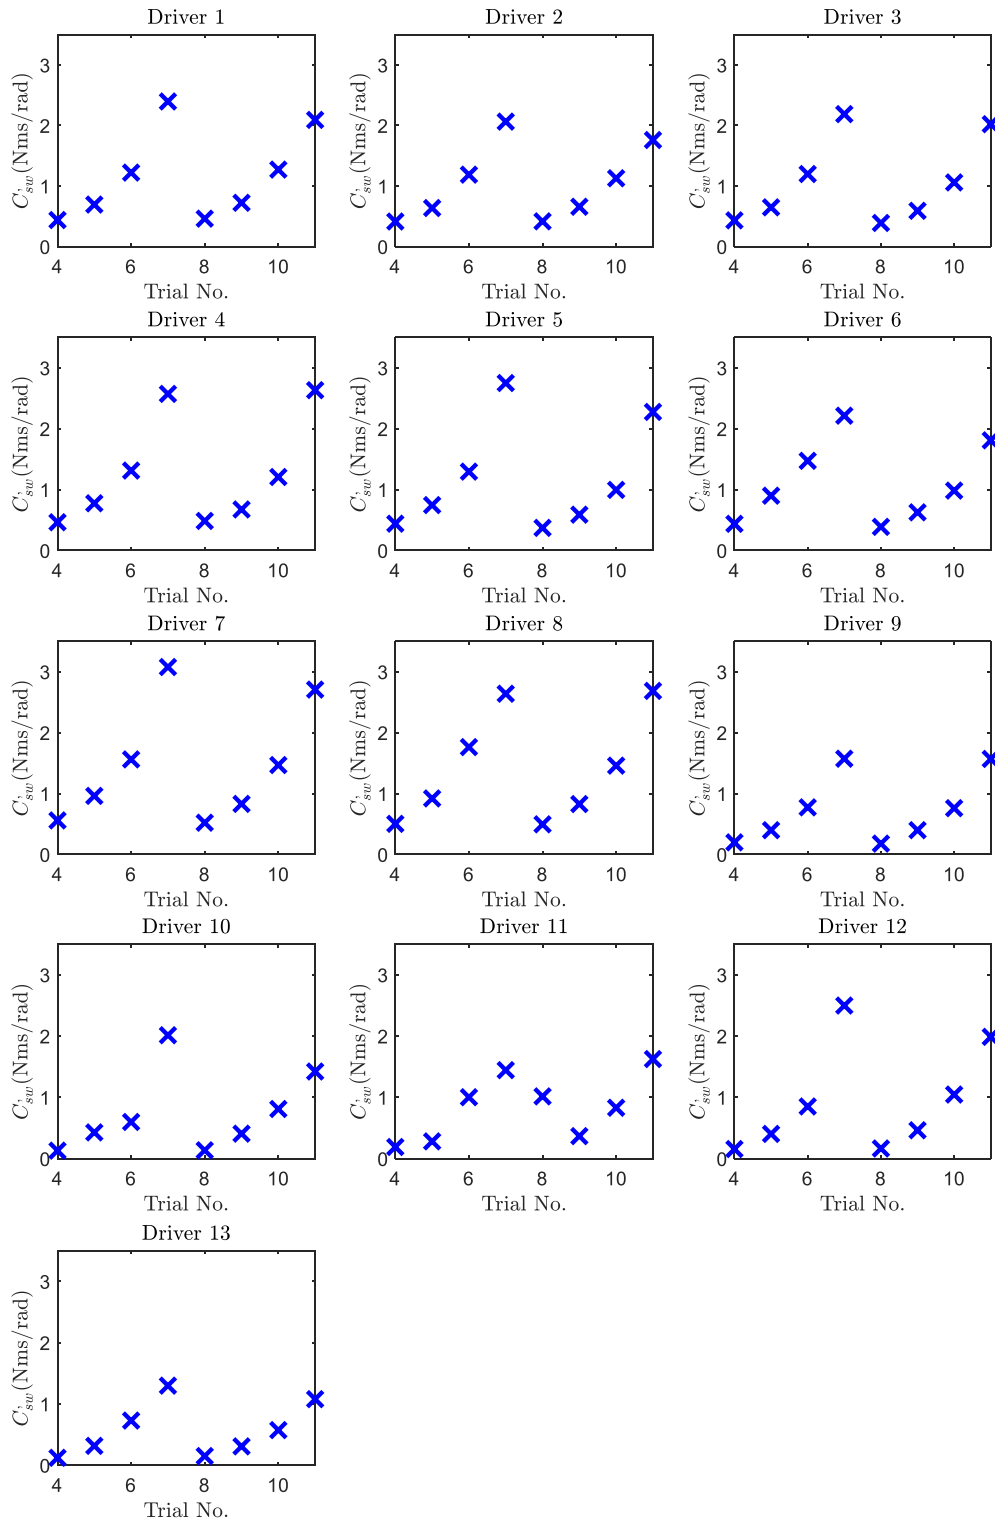 Driver 1
Driver 2
Driver 3
C'sw(Nms/rad)
3
2
1
0
4 6 8 10
Trial No.
C'sw(Nms/rad)
3
2
1
0
4 6 8 10
Trial No.
C'sw(Nms/rad)
3
2
1
0
4 6 8 10
Trial No.
Driver 4
Driver 5
Driver 6
C'sw(Nms/rad)
3
2
1
0
4 6 8 10
Trial No.
C'sw(Nms/rad)
3
2
1
0
4 6 8 10
Trial No.
C'sw(Nms/rad)
3
2
1
0
4 6 8 10
Trial No.
Driver 7
Driver 8
Driver 9
C'sw(Nms/rad)
3
2
1
0
4 6 8 10
Trial No.
C'sw(Nms/rad)
3
2
1
0
4 6 8 10
Trial No.
C'sw(Nms/rad)
3
2
1
0
4 6 8 10
Trial No.
Driver 10
Driver 11
Driver 12
C'sw(Nms/rad)
3
2
1
0
4 6 8 10
Trial No.
C'sw(Nms/rad)
3
2
1
0
4 6 8 10
Trial No.
C'sw(Nms/rad)
3
2
1
0
4 6 8 10
Trial No.
Driver 13
C'sw(Nms/rad)
3
2
1
0
4 6 8 10
Trial No.